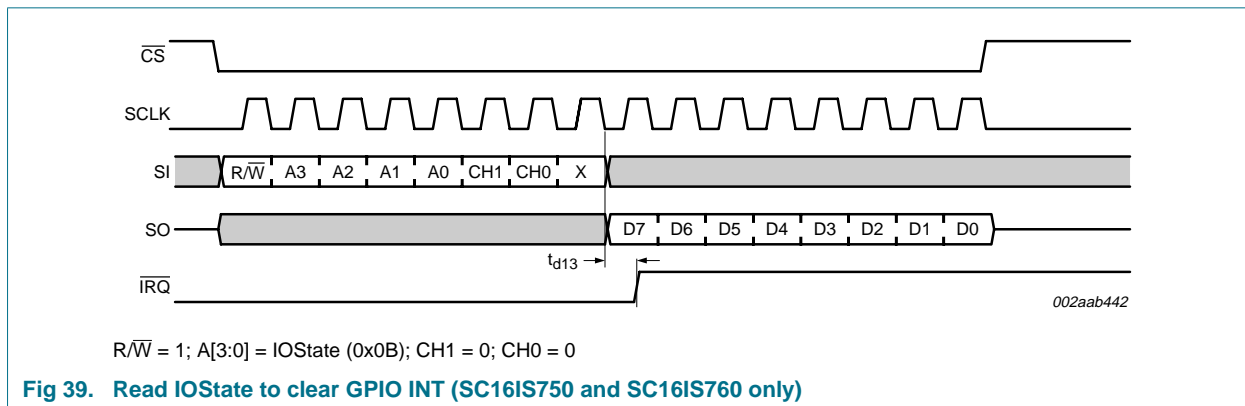 CS
SCLK
SI R/W A3 A2 A1 A0 CH1 CH0 X
SO D7 D6 D5 D4 D3 D2 D1 D0
td13
IRQ
002aab442
R/W = 1; A[3:0] = IOState (0x0B); CH1 = 0; CH0 = 0
Fig 39. Read IOState to clear GPIO INT (SC16IS750 and SC16IS760 only)